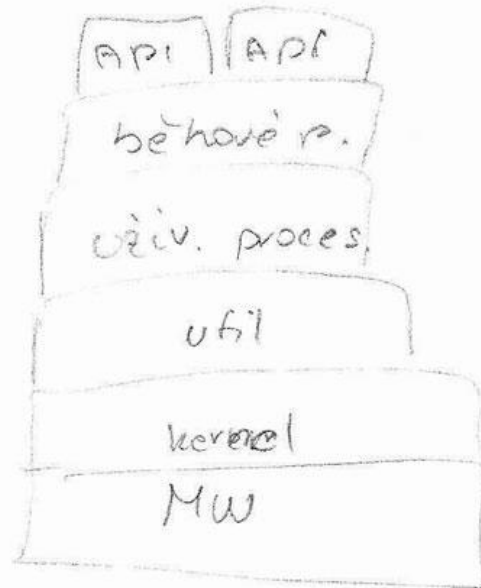 API API
běhové p.
uživ. proces.
util
kernel
HW